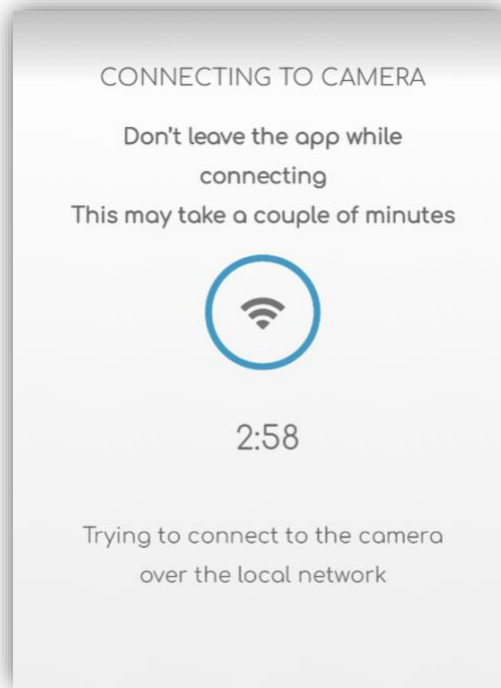 CONNECTING TO CAMERA
Don't leave the app while
connecting
This may take a couple of minutes
2:58
Trying to connect to the camera
over the local network